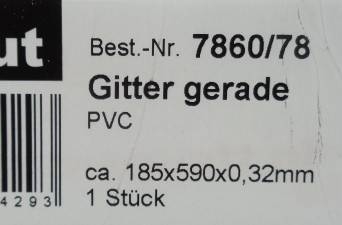 ut
Best.-Nr. 7860/78
Gitter gerade
PVC
ca. 185x590x0,32mm
4293
1 Stück